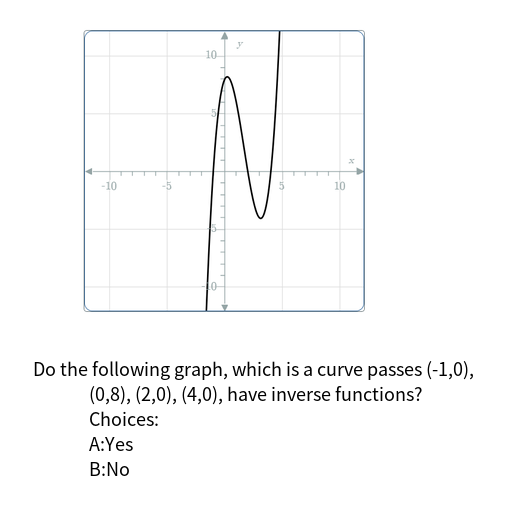 y
10
5
x
-10
-5
5
10
-5
-10
Do the following graph, which is a curve passes (-1,0),
(0,8), (2,0), (4,0), have inverse functions?
Choices:
A:Yes
B:No